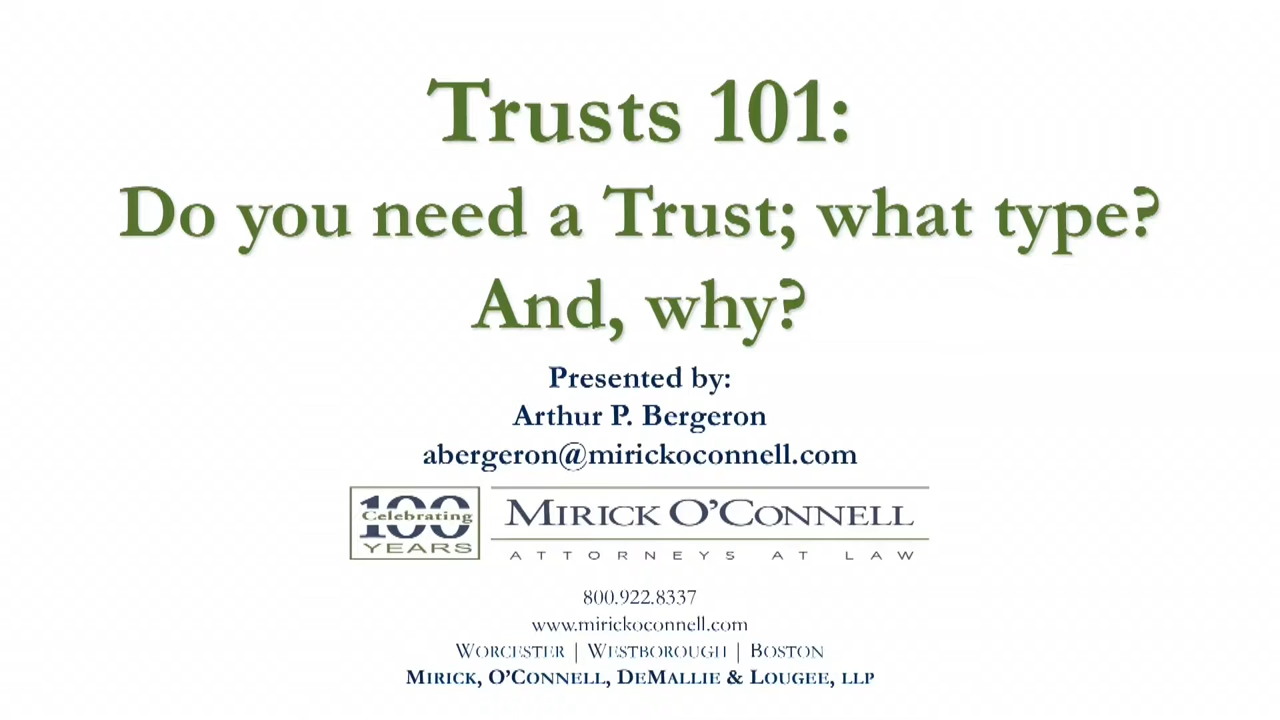 Trusts 101:
Do you need a Trust; what type?
And, why?
Presented by:
Arthur P. Bergeron
abergeron@mirickoconnell.com
100
Celebrating
YEARS
MIRICK O'CONNELL
ATTORNEYS AT LAW
800.922.8337
www.mirickoconnell.com
WORCESTER | WESTBOROUGH | BOSTON
MIRICK, O'CONNELL, DEMALLIE & LOUGEE, LLP